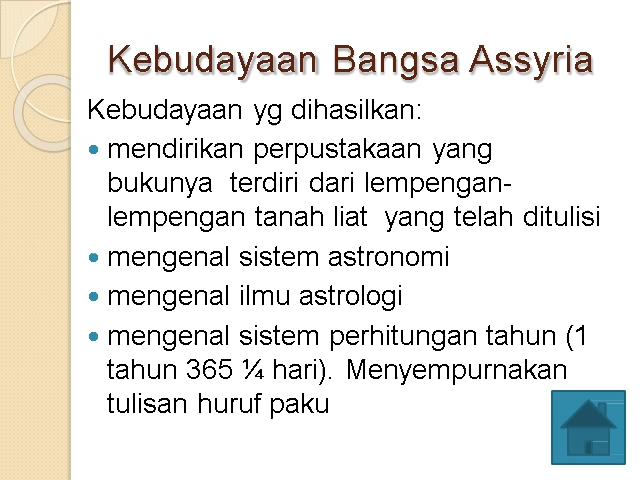 Kebudayaan Bangsa Assyria
Kebudayaan yg dihasilkan:
• mendirikan perpustakaan yang
bukunya  terdiri dari lempengan-
lempengan tanah liat  yang telah ditulisi
• mengenal sistem astronomi
• mengenal ilmu astrologi
• mengenal sistem perhitungan tahun (1
tahun 365 ¼ hari). Menyempurnakan
tulisan huruf paku